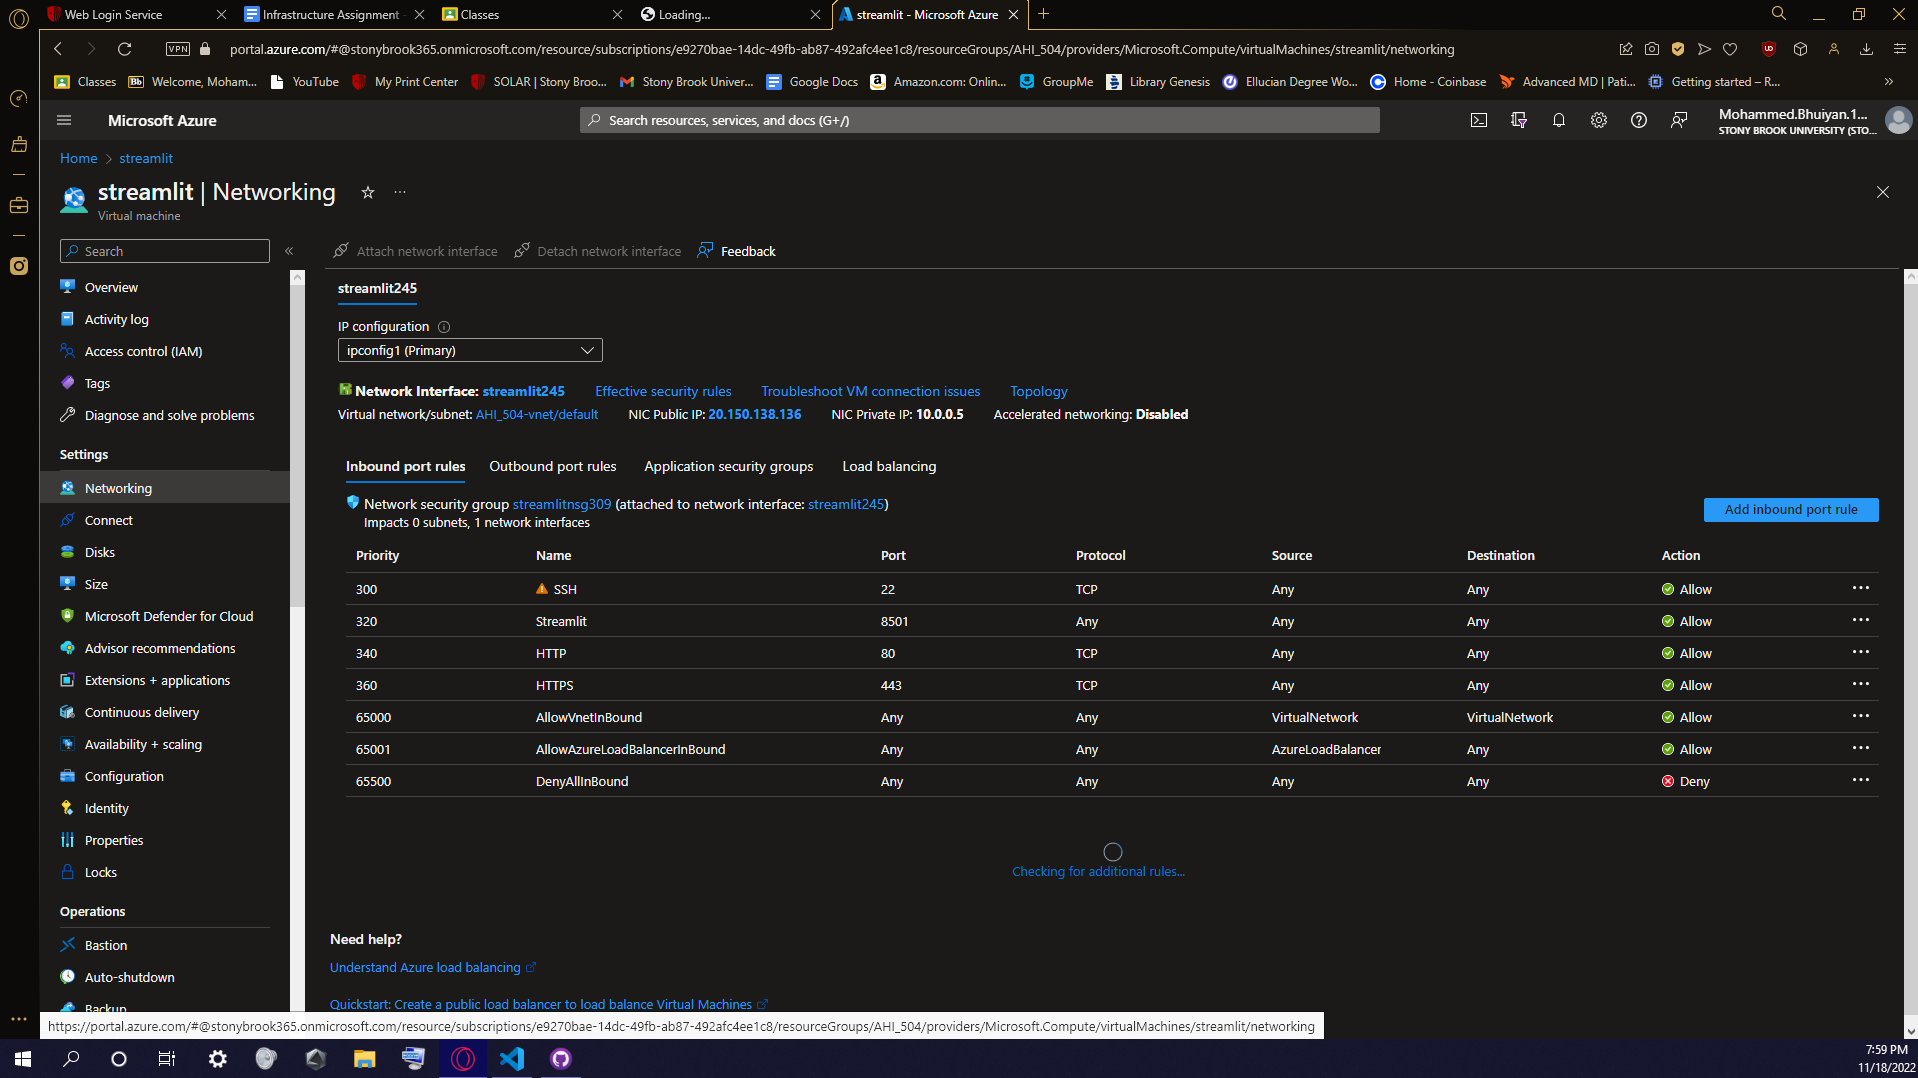 Web Login Service
Infrastructure Assignment
Classes
Loading...
streamlit - Microsoft Azure
VPN
portal.azure.com/#@stonybrook365.onmicrosoft.com/resource/subscriptions/e9270bae-14dc-49fb-ab87-492afc4ee1c8/resourceGroups/AHI_504/providers/Microsoft.Compute/virtualMachines/streamlit/networking
Classes
Bb Welcome, Moham...
YouTube
My Print Center
SOLAR | Stony Broo...
Stony Brook Univer...
Google Docs
Amazon.com: Onlin...
GroupMe
Library Genesis
Ellucian Degree Wo...
Home - Coinbase
Advanced MD | Pati...
Getting started – R...
Microsoft Azure
Search resources, services, and docs (G+/)
Mohammed.Bhuiyan.1...
STONY BROOK UNIVERSITY (STO...
Home > streamlit
streamlit | Networking
Virtual machine
Search
Attach network interface
Detach network interface
Feedback
Overview
Activity log
Access control (IAM)
Tags
Diagnose and solve problems
Settings
Networking
Connect
Disks
Size
Microsoft Defender for Cloud
Advisor recommendations
Extensions + applications
Continuous delivery
Availability + scaling
Configuration
Identity
Properties
Locks
Operations
Bastion
Auto-shutdown
Backup
streamlit245
IP configuration
ipconfig1 (Primary)
Network Interface: streamlit245 Effective security rules Troubleshoot VM connection issues Topology
Virtual network/subnet: AHI_504-vnet/default NIC Public IP: 20.150.138.136 NIC Private IP: 10.0.0.5 Accelerated networking: Disabled
Inbound port rules Outbound port rules Application security groups Load balancing
Network security group streamlitnsg309 (attached to network interface: streamlit245)
Impacts 0 subnets, 1 network interfaces
Add inbound port rule
Priority Name Port Protocol Source Destination Action
300 SSH 22 TCP Any Any Allow
320 Streamlit 8501 Any Any Any Allow
340 HTTP 80 TCP Any Any Allow
360 HTTPS 443 TCP Any Any Allow
65000 AllowVnetInBound Any Any VirtualNetwork VirtualNetwork Allow
65001 AllowAzureLoadBalancerInBound Any Any AzureLoadBalancer Any Allow
65500 DenyAllInBound Any Any Any Any Deny
Checking for additional rules...
Need help?
Understand Azure load balancing
Quickstart: Create a public load balancer to load balance Virtual Machines
https://portal.azure.com/#@stonybrook365.onmicrosoft.com/resource/subscriptions/e9270bae-14dc-49fb-ab87-492afc4ee1c8/resourceGroups/AHI_504/providers/Microsoft.Compute/virtualMachines/streamlit/networking
7:59 PM
11/18/2022